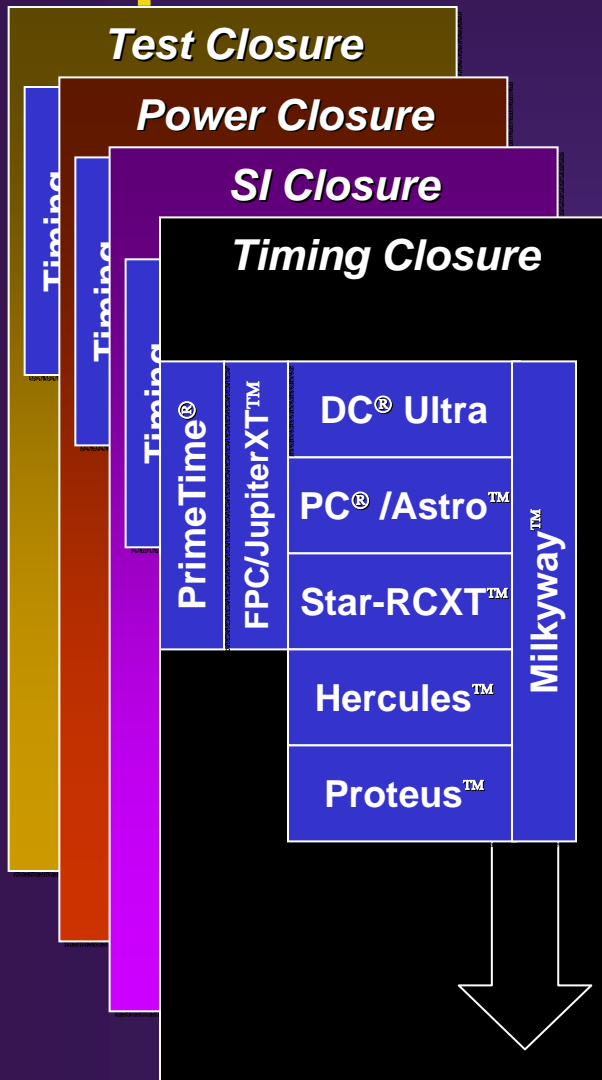 Test Closure
Power Closure
SI Closure
Timing Closure
Timing
Timing
Timing
PrimeTime®
FPC/JupiterXT™
DC® Ultra
PC® /Astro™
Star-RCXT™
Hercules™
Proteus™
Milkyway™